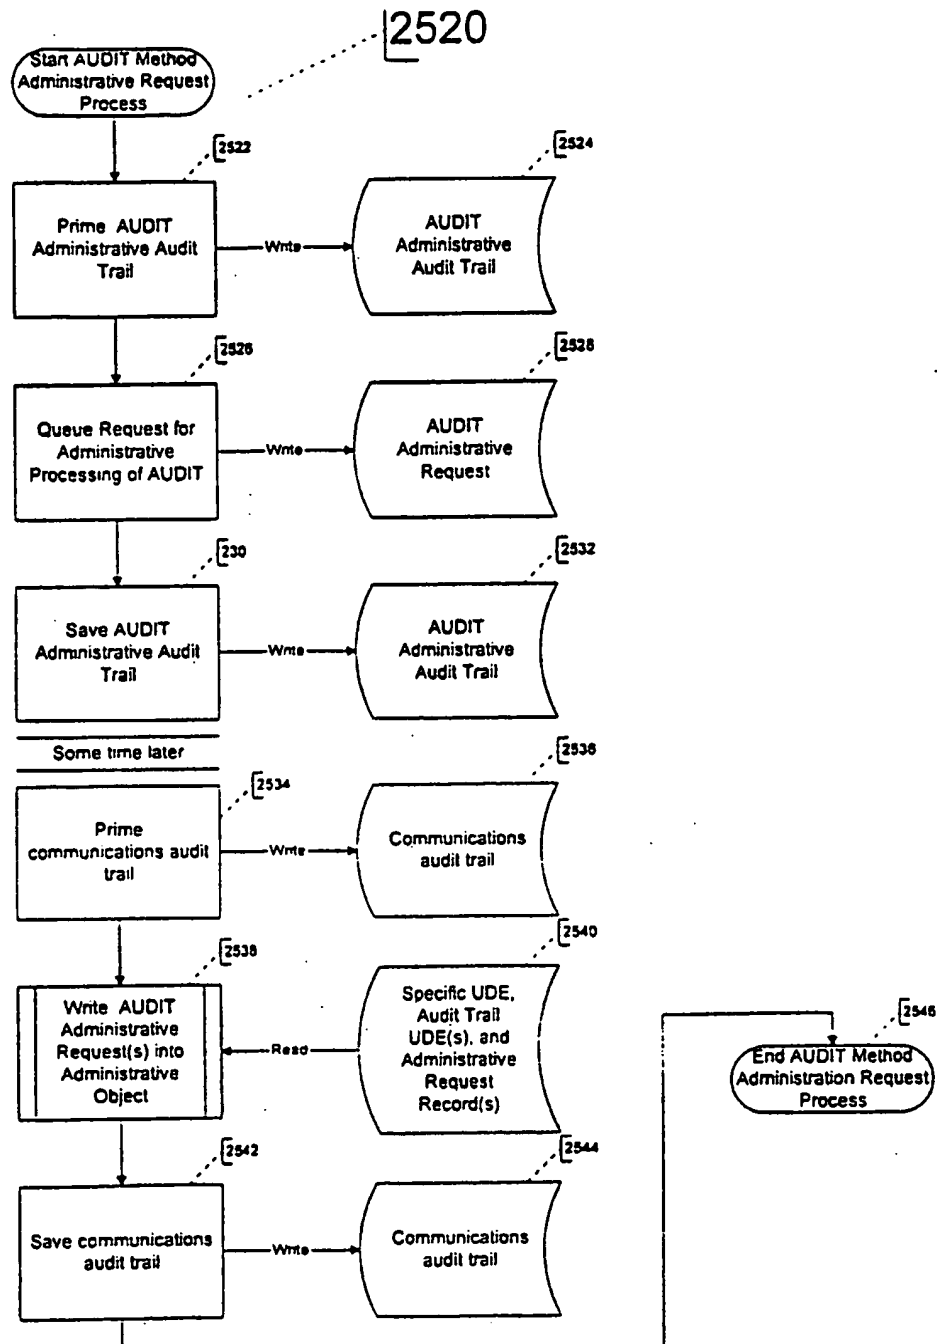 2520
Start AUDIT Method
Administrative Request
Process
2522
Prime AUDIT
Administrative Audit
Trail
Write
2524
AUDIT
Administrative
Audit Trail
2526
Queue Request for
Administrative
Processing of AUDIT
Write
2528
AUDIT
Administrative
Request
230
Save AUDIT
Administrative Audit
Trail
Write
2532
AUDIT
Administrative
Audit Trail
Some time later
2534
Prime
communications audit
trail
Write
2536
Communications
audit trail
2538
Write AUDIT
Administrative
Request(s) into
Administrative
Object
Read
2540
Specific UDE,
Audit Trail
UDE(s), and
Administrative
Request
Record(s)
2546
End AUDIT Method
Administration Request
Process
2542
Save communications
audit trail
Write
2544
Communications
audit trail